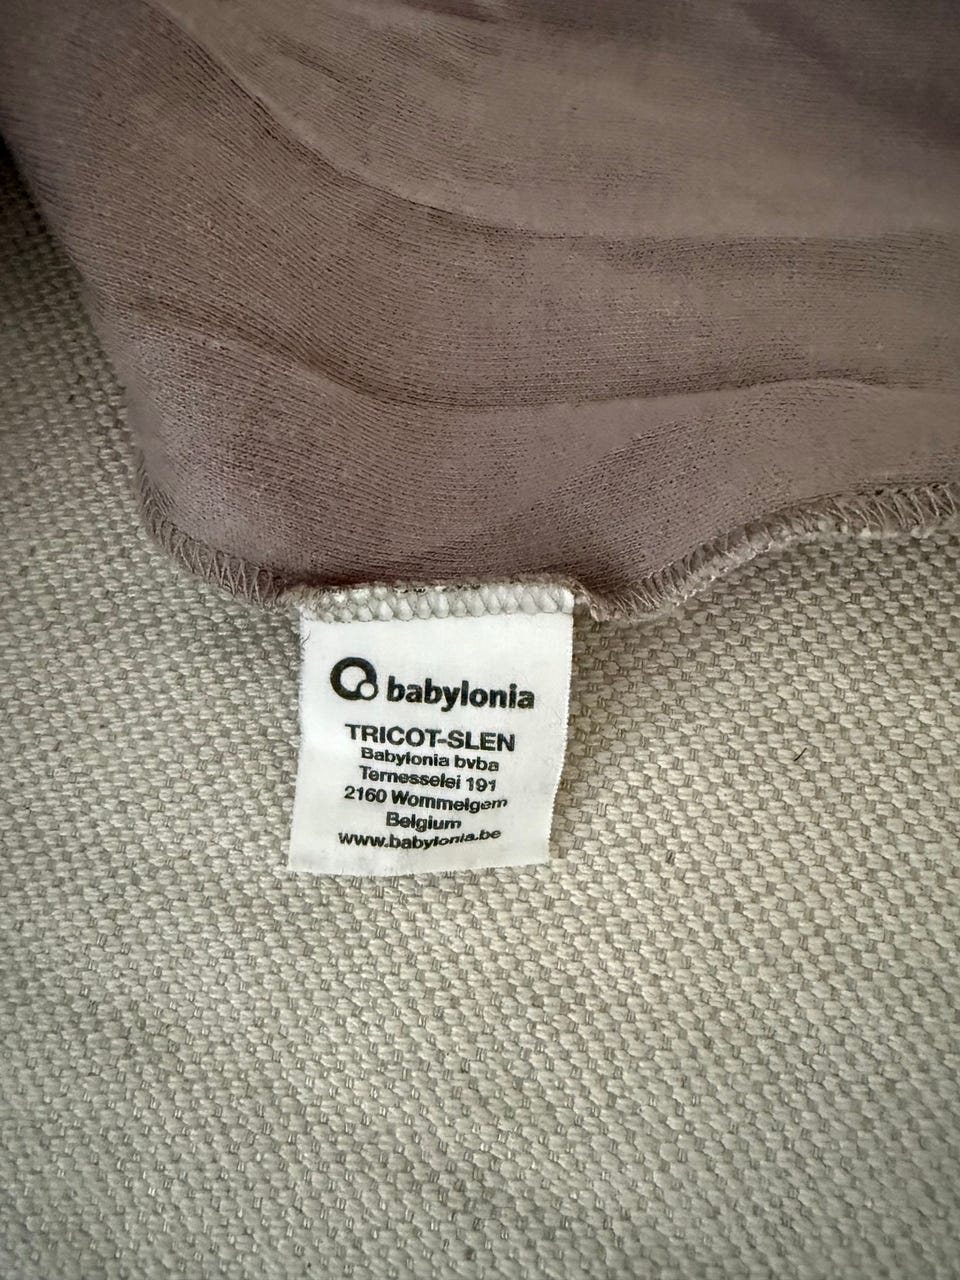 babylonia
TRICOT-SLEN
Babylonia bvba
Ternesselei 191
2160 Wommelgem
Belgium
www.babylonia.be